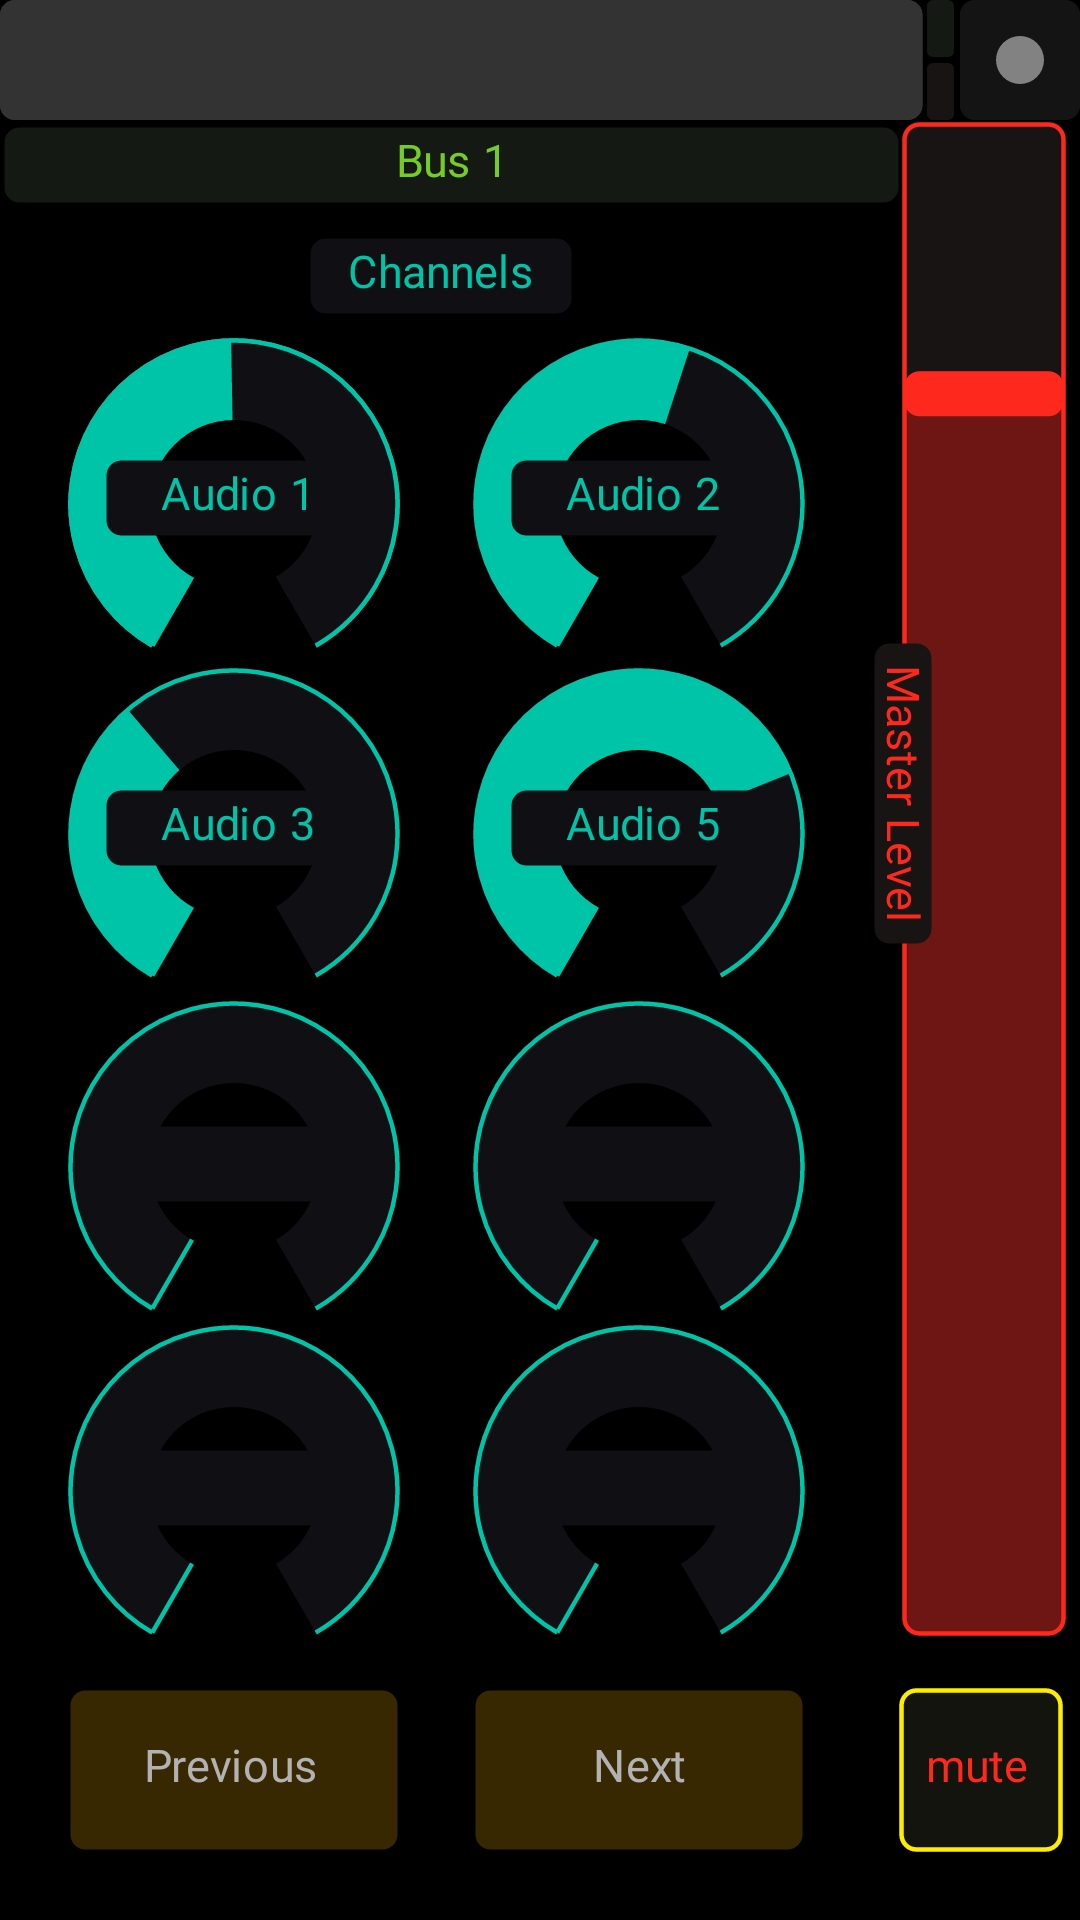 Bus 1
Channels
Audio 1
Audio 2
Audio 3
Audio 5
Master Level
Previous
Next
mute